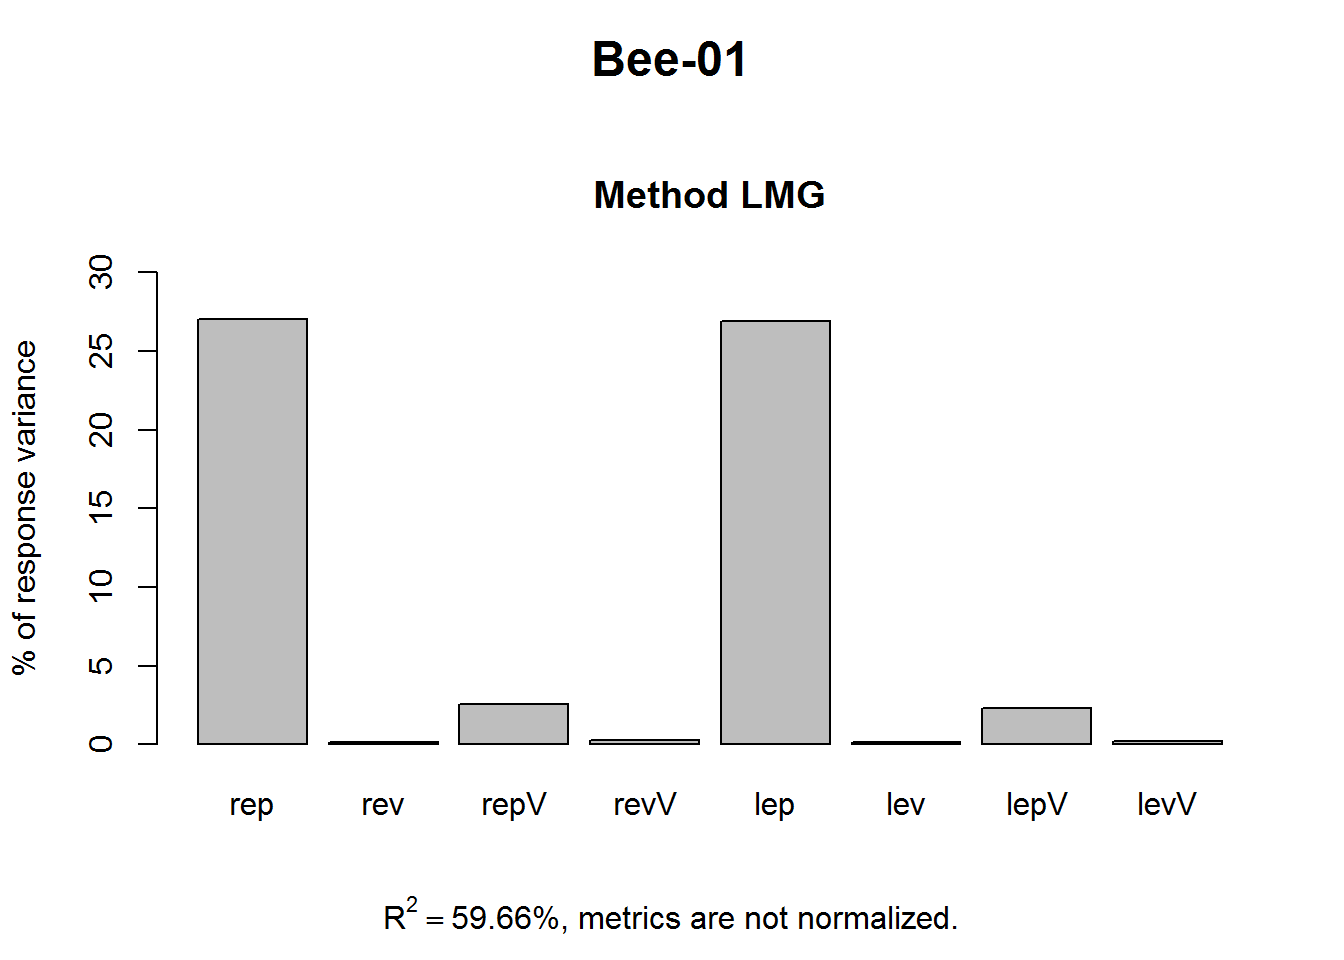 Bee-01
Method LMG
% of response variance
30
25
20
15
10
5
0
rep rev repV revV lep lev lepV levV
R² = 59.66%, metrics are not normalized.